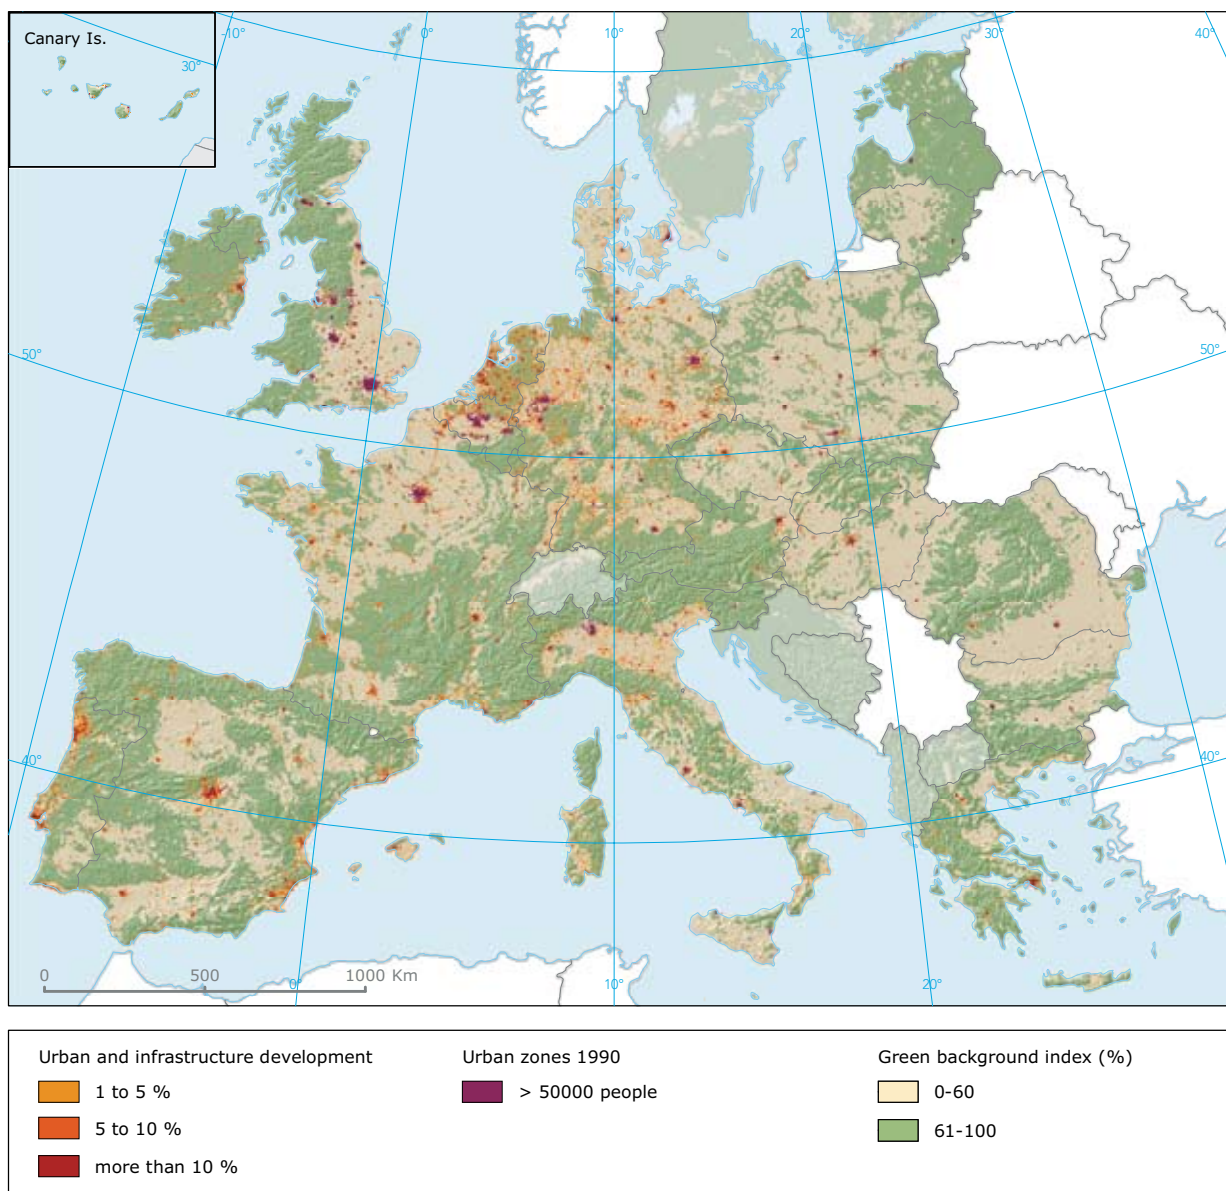 Canary Is.
30°
-10°
0°
10°
20°
30°
40°
50°
50°
40°
40°
0 500 1000 Km
0°
10°
20°
Urban and infrastructure development
1 to 5 %
5 to 10 %
more than 10 %
Urban zones 1990
> 50000 people
Green background index (%)
0-60
61-100